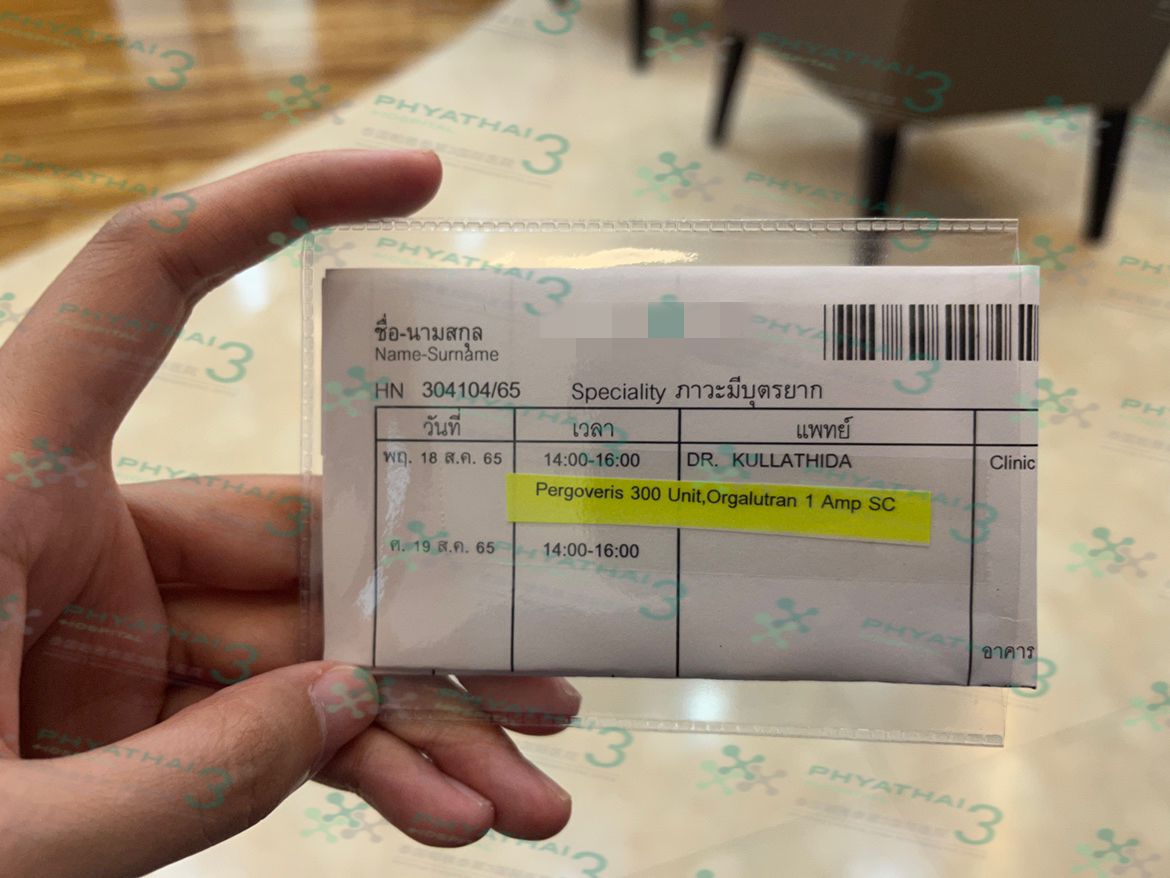 ชื่อ-นามสกุล
Name-Surname
HN 304104/65 Speciality ภาวะมีบุตรยาก
วันที่ เวลา แพทย์
พฤ. 18 ส.ค. 65 14:00-16:00 DR. KULLATHIDA Clinic
Pergoveris 300 Unit,Orgalutran 1 Amp SC
ศ. 19 ส.ค. 65 14:00-16:00
อาคาร
PHYATHAI 3
HOSPITAL